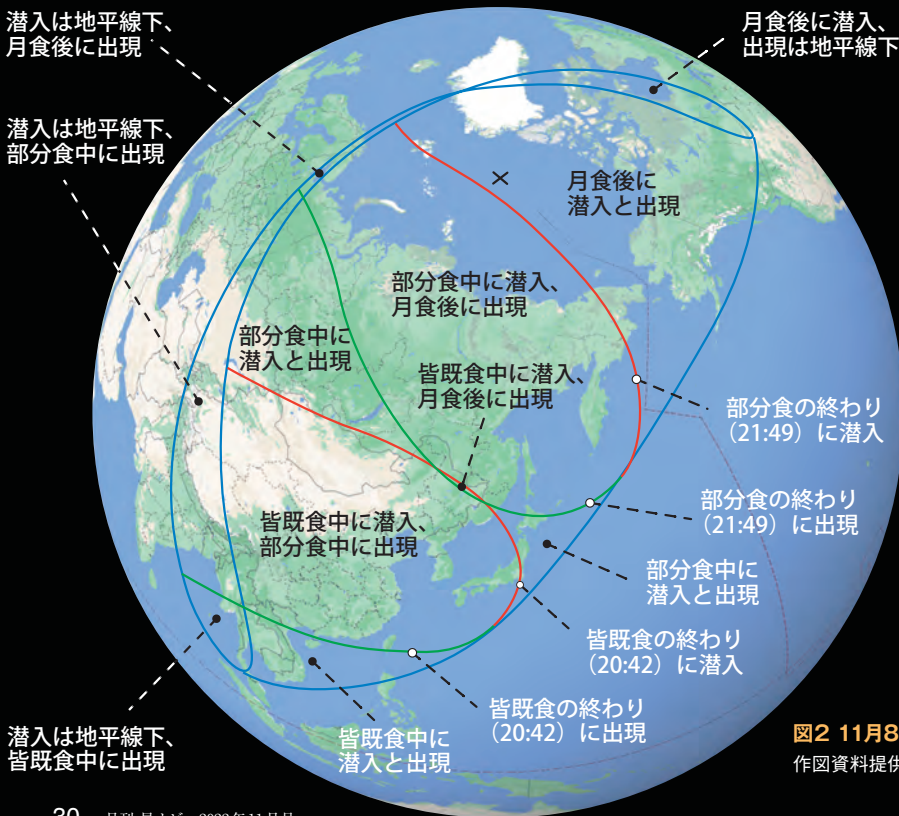 潜入は地平線下、
月食後に出現
月食後に潜入、
出現は地平線下
潜入は地平線下、
部分食中に出現
月食後に
潜入と出現
部分食中に潜入、
月食後に出現
部分食中に
潜入と出現
皆既食中に潜入、
月食後に出現
部分食の終わり
（21:49）に潜入
部分食の終わり
（21:49）に出現
皆既食中に潜入、
部分食中に出現
部分食中に
潜入と出現
皆既食の終わり
（20:42）に潜入
皆既食の終わり
（20:42）に出現
潜入は地平線下、
皆既食中に出現
皆既食中に
潜入と出現
図2 11月8
作図資料提供
30
2022年11月号